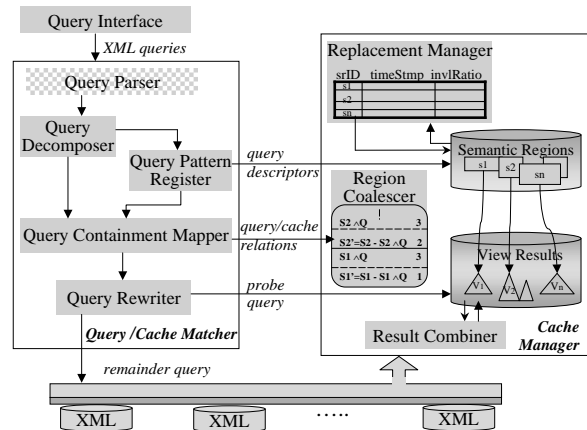 Query Interface
XML queries
Query Parser
Query
Decomposer
Query Pattern
Register
Query Containment Mapper
Query Rewriter
Query /Cache Matcher
remainder query
query
descriptors
query/cache
relations
probe
query
Replacement Manager
srID timeStmp invlRatio
s1
s2
sn
Semantic Regions
s1
s2
sn
Region
Coalescer
S2 ∧Q 3
S2'=S2 - S2 ∧Q 2
S1 ∧Q 3
S1'=S1 - S1 ∧Q 1
View Results
V1
V2
Vn
Result Combiner
Cache
Manager
XML XML ..... XML